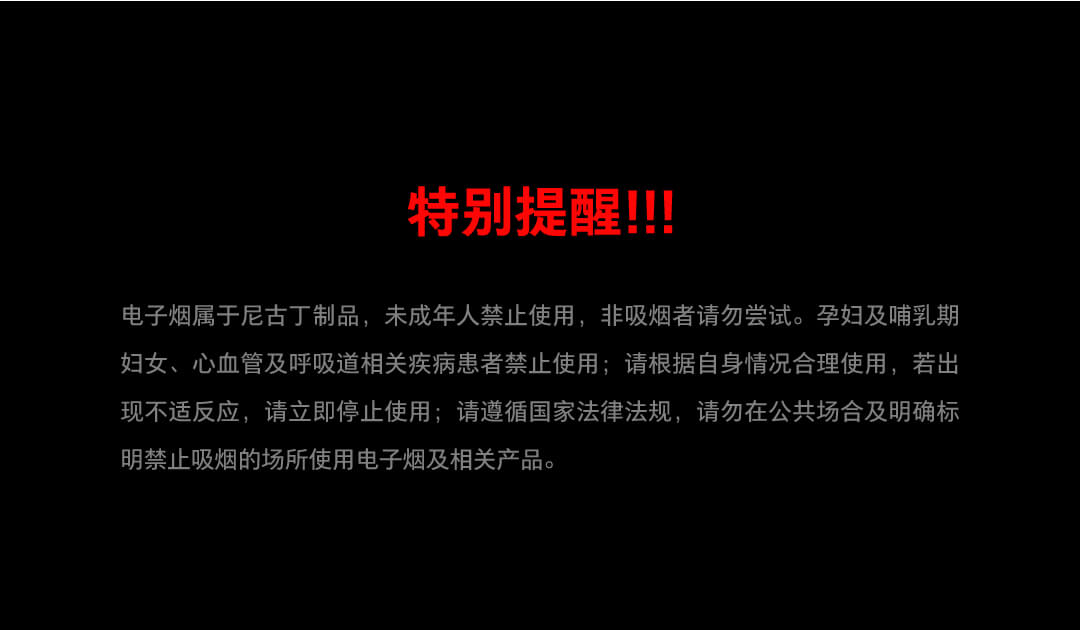 特别提醒!!!
电子烟属于尼古丁制品，未成年人禁止使用，非吸烟者请勿尝试。孕妇及哺乳期
妇女、心血管及呼吸道相关疾病患者禁止使用；请根据自身情况合理使用，若出
现不适反应，请立即停止使用；请遵循国家法律法规，请勿在公共场合及明确标
明禁止吸烟的场所使用电子烟及相关产品。